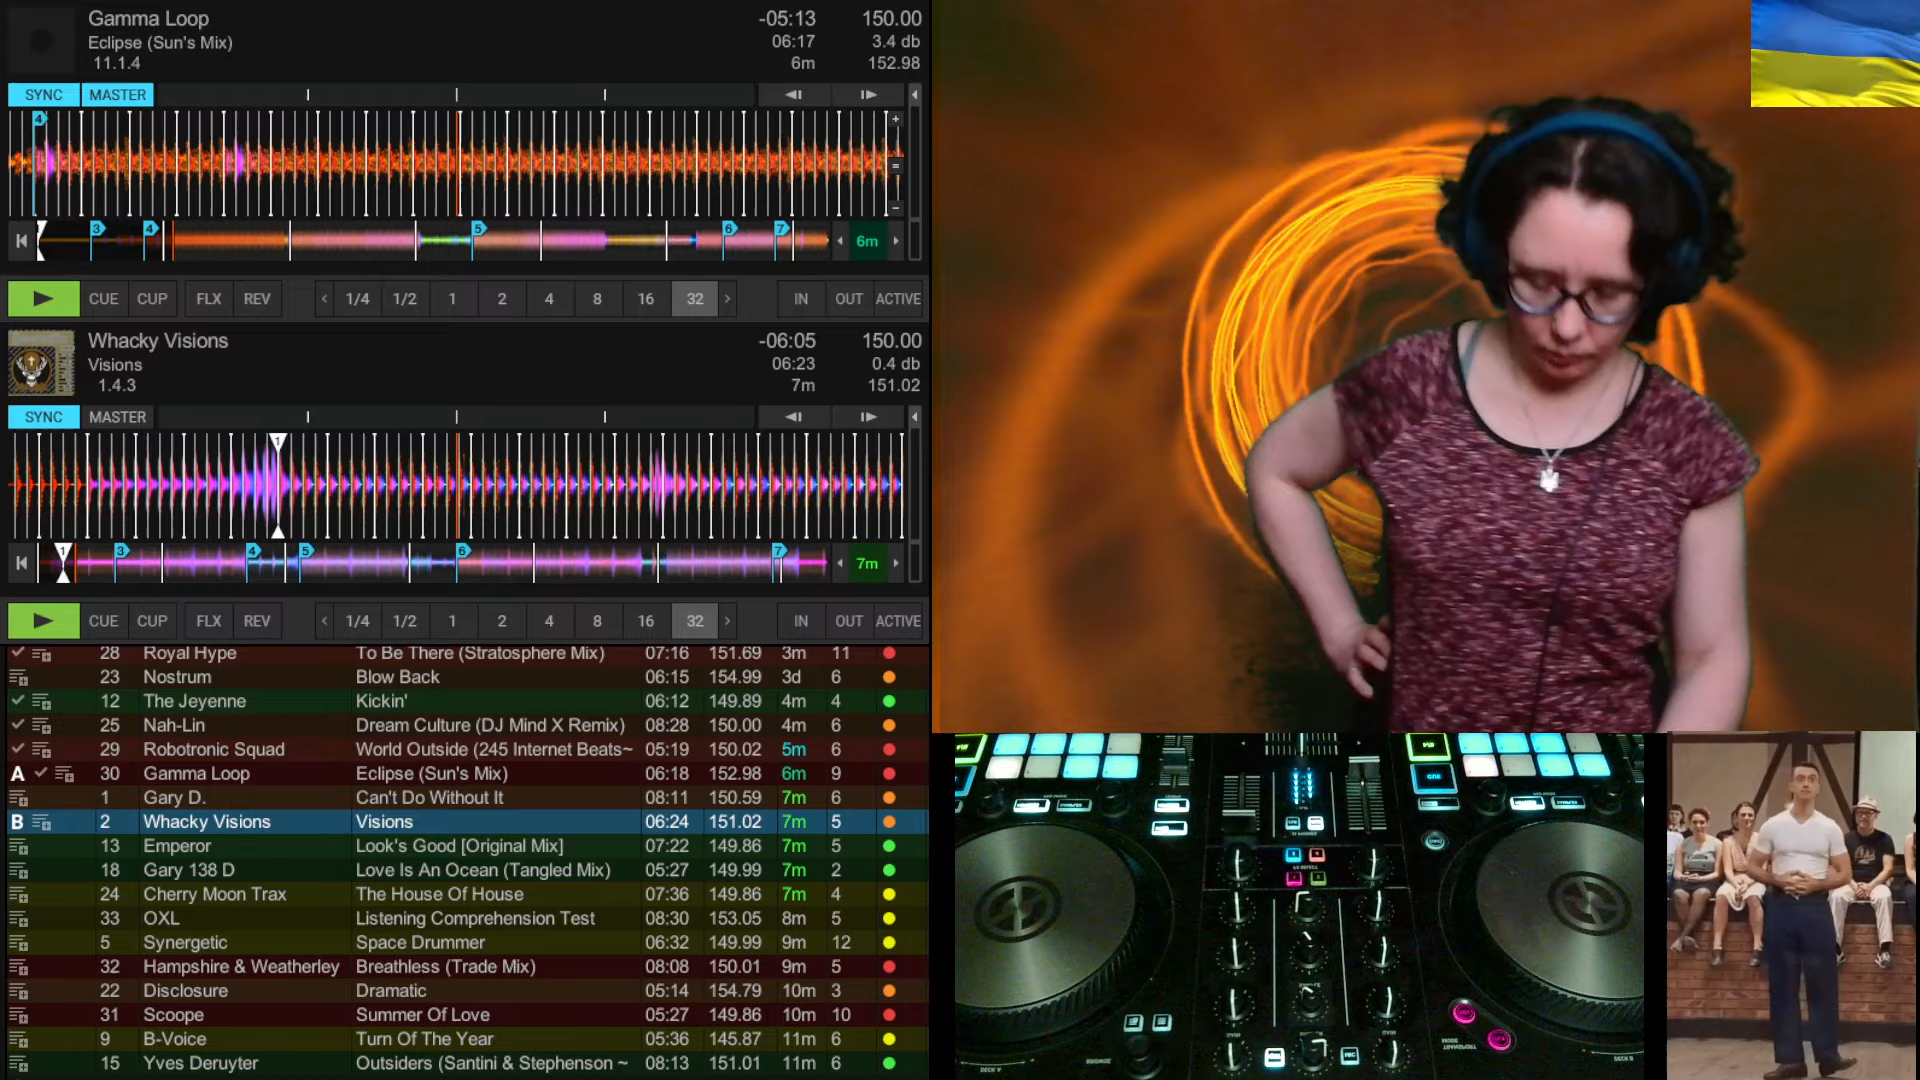 Gamma Loop -05:13 150.00
Eclipse (Sun's Mix) 06:17 3.4 db
11.1.4 6m 152.98
SYNC MASTER
4
3 4 5 6 7 6m
CUE CUP FLX REV 1/4 1/2 1 2 4 8 16 32 IN OUT ACTIVE
Whacky Visions -06:05 150.00
Visions 06:23 0.4 db
1.4.3 7m 151.02
SYNC MASTER
1
1 3 4 5 6 7 7m
CUE CUP FLX REV 1/4 1/2 1 2 4 8 16 32 IN OUT ACTIVE
28 Royal Hype To Be There (Stratosphere Mix) 07:16 151.69 3m 11
23 Nostrum Blow Back 06:15 154.99 3d 6
12 The Jeyenne Kickin' 06:12 149.89 4m 4
25 Nah-Lin Dream Culture (DJ Mind X Remix) 08:28 150.00 4m 6
29 Robotronic Squad World Outside (245 Internet Beats~ 05:19 150.02 5m 6
A 30 Gamma Loop Eclipse (Sun's Mix) 06:18 152.98 6m 9
1 Gary D. Can't Do Without It 08:11 150.59 7m 6
B 2 Whacky Visions Visions 06:24 151.02 7m 5
13 Emperor Look's Good [Original Mix] 07:22 149.86 7m 5
18 Gary 138 D Love Is An Ocean (Tangled Mix) 05:27 149.99 7m 2
24 Cherry Moon Trax The House Of House 07:36 149.86 7m 4
33 OXL Listening Comprehension Test 08:30 153.05 8m 5
5 Synergetic Space Drummer 06:32 149.99 9m 12
32 Hampshire & Weatherley Breathless (Trade Mix) 08:08 150.01 9m 5
22 Disclosure Dramatic 05:14 154.79 10m 3
31 Scoope Summer Of Love 05:27 149.86 10m 10
9 B-Voice Turn Of The Year 05:36 145.87 11m 6
15 Yves Deruyter Outsiders (Santini & Stephenson ~ 08:13 151.01 11m 6